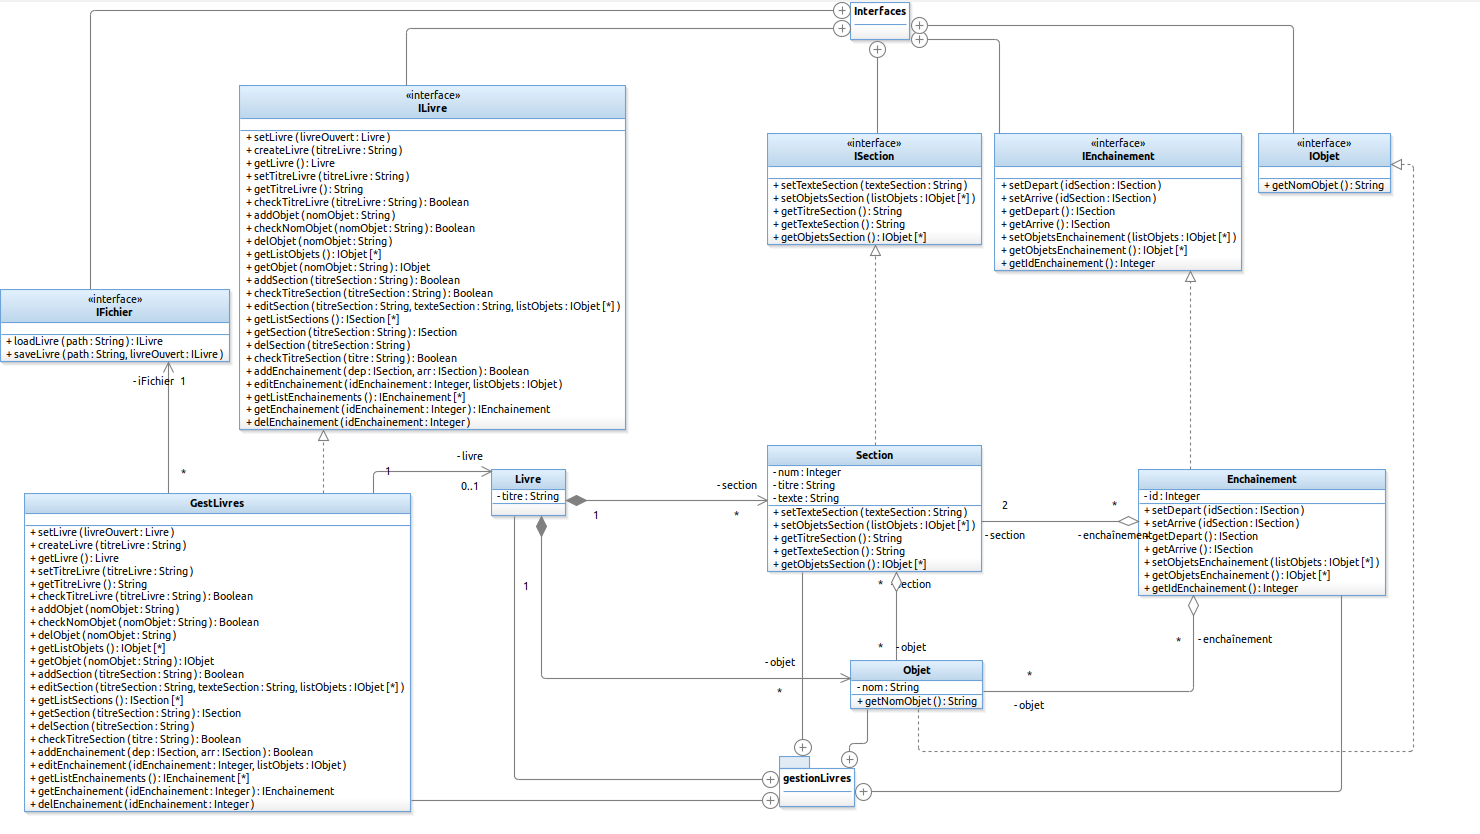 Interfaces
«interface»
ILivre
+ setLivre (livreOuvert : Livre )
+ createLivre (titreLivre : String )
+ getLivre () : Livre
+ setTitreLivre (titreLivre : String )
+ getTitreLivre () : String
+ checkTitreLivre (titreLivre : String ) : Boolean
+ addObjet (nomObjet : String )
+ checkNomObjet (nomObjet : String ) : Boolean
+ delObjet (nomObjet : String )
+ getListObjets () : IObjet [*]
+ getObjet (nomObjet : String ) : IObjet
+ addSection (titreSection : String ) : Boolean
+ checkTitreSection (titreSection : String ) : Boolean
+ editSection (titreSection : String, texteSection : String, listObjets : IObjet [*] )
+ getListSections () : ISection [*]
+ getSection (titreSection : String ) : ISection
+ delSection (titreSection : String )
+ checkTitreSection (titre : String ) : Boolean
+ addEnchainement (dep : ISection, arr : ISection ) : Boolean
+ editEnchainement (idEnchainement : Integer, listObjets : IObjet )
+ getListEnchainements () : IEnchainement [*]
+ getEnchainement (idEnchainement : Integer ) : IEnchainement
+ delEnchainement (idEnchainement : Integer )
«interface»
ISection
+ setTexteSection (texteSection : String )
+ setObjetsSection (listObjets : IObjet [*] )
+ getTitreSection () : String
+ getTexteSection () : String
+ getObjetsSection () : IObjet [*]
«interface»
IEnchainement
+ setDepart (idSection : ISection )
+ setArrive (idSection : ISection )
+ getDepart () : ISection
+ getArrive () : ISection
+ setObjetsEnchainement (listObjets : IObjet [*] )
+ getObjetsEnchainement () : IObjet [*]
+ getIdEnchainement () : Integer
«interface»
IObjet
+ getNomObjet () : String
«interface»
IFichier
+ loadLivre (path : String ) : ILivre
+ saveLivre (path : String, livreOuvert : ILivre )
- iFichier 1
*
GestLivres
+ setLivre (livreOuvert : Livre )
+ createLivre (titreLivre : String )
+ getLivre () : Livre
+ setTitreLivre (titreLivre : String )
+ getTitreLivre () : String
+ checkTitreLivre (titreLivre : String ) : Boolean
+ addObjet (nomObjet : String )
+ checkNomObjet (nomObjet : String ) : Boolean
+ delObjet (nomObjet : String )
+ getListObjets () : IObjet [*]
+ getObjet (nomObjet : String ) : IObjet
+ addSection (titreSection : String ) : Boolean
+ editSection (titreSection : String, texteSection : String, listObjets : IObjet [*] )
+ getListSections () : ISection [*]
+ getSection (titreSection : String ) : ISection
+ delSection (titreSection : String )
+ checkTitreSection (titre : String ) : Boolean
+ addEnchainement (dep : ISection, arr : ISection ) : Boolean
+ editEnchainement (idEnchainement : Integer, listObjets : IObjet )
+ getListEnchainements () : IEnchainement [*]
+ getEnchainement (idEnchainement : Integer ) : IEnchainement
+ delEnchainement (idEnchainement : Integer )
1
- livre
0..1
Livre
- titre : String
1
- section
*
1
- objet
*
Section
- num : Integer
- titre : String
- texte : String
+ setTexteSection (texteSection : String )
+ setObjetsSection (listObjets : IObjet [*] )
+ getTitreSection () : String
+ getTexteSection () : String
+ getObjetsSection () : IObjet [*]
2
- section
*
- enchaînement
Enchaînement
- id : Integer
+ setDepart (idSection : ISection )
+ setArrive (idSection : ISection )
+ getDepart () : ISection
+ getArrive () : ISection
+ setObjetsEnchainement (listObjets : IObjet [*] )
+ getObjetsEnchainement () : IObjet [*]
+ getIdEnchainement () : Integer
* - section
* - objet
* - enchaînement
*
- objet
Objet
- nom : String
+ getNomObjet () : String
gestionLivres